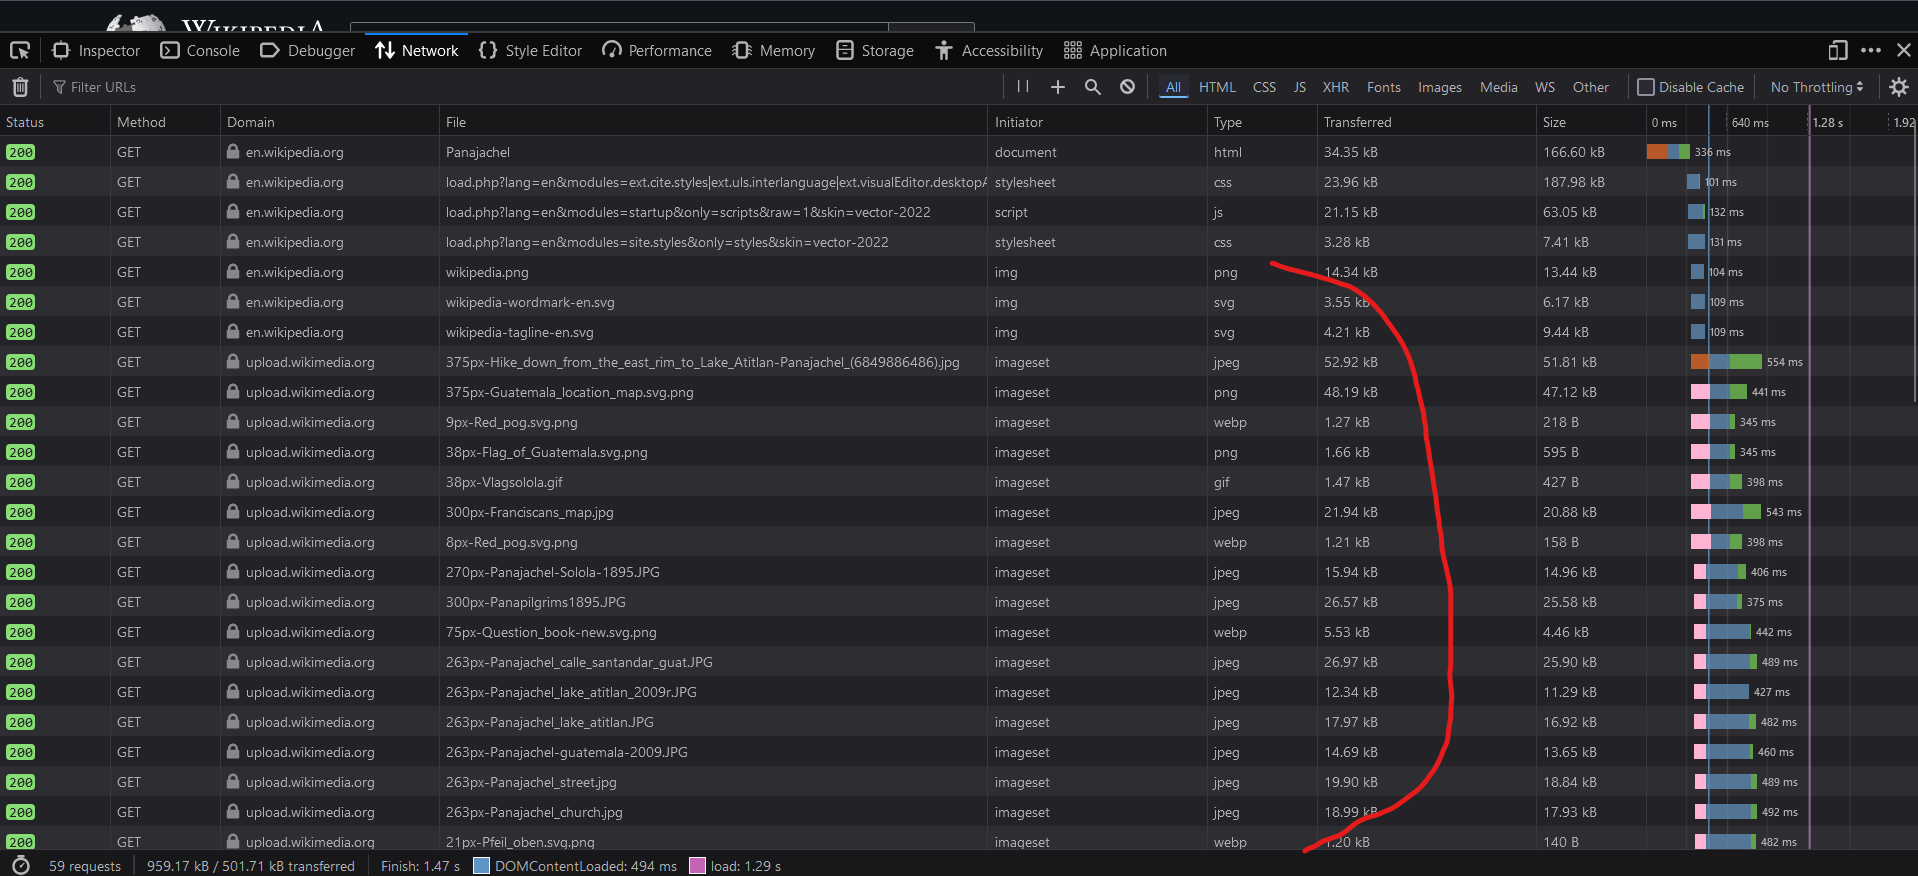 WIKIPEDIA
Inspector Console Debugger Network Style Editor Performance Memory Storage Accessibility Application
Filter URLs All HTML CSS JS XHR Fonts Images Media WS Other Disable Cache No Throttling
Status Method Domain File Initiator Type Transferred Size 0 ms 640 ms 1.28 s 1.92
200 GET en.wikipedia.org Panajachel document html 34.35 kB 166.60 kB 336 ms
200 GET en.wikipedia.org load.php?lang=en&modules=ext.cite.styles|ext.uls.interlanguage|ext.visualEditor.desktopA stylesheet css 23.96 kB 187.98 kB 101 ms
200 GET en.wikipedia.org load.php?lang=en&modules=startup&only=scripts&raw=1&skin=vector-2022 script js 21.15 kB 63.05 kB 132 ms
200 GET en.wikipedia.org load.php?lang=en&modules=site.styles&only=styles&skin=vector-2022 stylesheet css 3.28 kB 7.41 kB 131 ms
200 GET en.wikipedia.org wikipedia.png img png 14.34 kB 13.44 kB 104 ms
200 GET en.wikipedia.org wikipedia-wordmark-en.svg img svg 3.55 kB 6.17 kB 109 ms
200 GET en.wikipedia.org wikipedia-tagline-en.svg img svg 4.21 kB 9.44 kB 109 ms
200 GET upload.wikimedia.org 375px-Hike_down_from_the_east_rim_to_Lake_Atitlan-Panajachel_(6849886486).jpg imageset jpeg 52.92 kB 51.81 kB 554 ms
200 GET upload.wikimedia.org 375px-Guatemala_location_map.svg.png imageset png 48.19 kB 47.12 kB 441 ms
200 GET upload.wikimedia.org 9px-Red_pog.svg.png imageset webp 1.27 kB 218 B 345 ms
200 GET upload.wikimedia.org 38px-Flag_of_Guatemala.svg.png imageset png 1.66 kB 595 B 345 ms
200 GET upload.wikimedia.org 38px-Vlagsolola.gif imageset gif 1.47 kB 427 B 398 ms
200 GET upload.wikimedia.org 300px-Franciscans_map.jpg imageset jpeg 21.94 kB 20.88 kB 543 ms
200 GET upload.wikimedia.org 8px-Red_pog.svg.png imageset webp 1.21 kB 158 B 398 ms
200 GET upload.wikimedia.org 270px-Panajachel-Solola-1895.JPG imageset jpeg 15.94 kB 14.96 kB 406 ms
200 GET upload.wikimedia.org 300px-Panapilgrims1895.JPG imageset jpeg 26.57 kB 25.58 kB 375 ms
200 GET upload.wikimedia.org 75px-Question_book-new.svg.png imageset webp 5.53 kB 4.46 kB 442 ms
200 GET upload.wikimedia.org 263px-Panajachel_calle_santandar_guat.JPG imageset jpeg 26.97 kB 25.90 kB 489 ms
200 GET upload.wikimedia.org 263px-Panajachel_lake_atitlan_2009r.JPG imageset jpeg 12.34 kB 11.29 kB 427 ms
200 GET upload.wikimedia.org 263px-Panajachel_lake_atitlan.JPG imageset jpeg 17.97 kB 16.92 kB 482 ms
200 GET upload.wikimedia.org 263px-Panajachel-guatemala-2009.JPG imageset jpeg 14.69 kB 13.65 kB 460 ms
200 GET upload.wikimedia.org 263px-Panajachel_street.jpg imageset jpeg 19.90 kB 18.84 kB 489 ms
200 GET upload.wikimedia.org 263px-Panajachel_church.jpg imageset jpeg 18.99 kB 17.93 kB 492 ms
200 GET upload.wikimedia.org 21px-Pfeil_oben.svg.png imageset webp 1.20 kB 140 B 482 ms
59 requests 959.17 kB / 501.71 kB transferred Finish: 1.47 s DOMContentLoaded: 494 ms load: 1.29 s